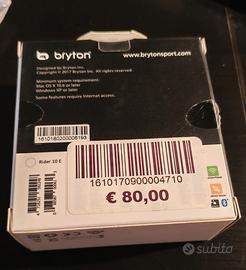 bryton
www.brytonsport.com
Designed by Bryton Inc.
Copyright © 2017 Bryton Inc. All rights reserved.
Minimum system requirement:
Mac OS X 10.6 or later
Windows XP or later
Some features require Internet access.
1610180000006193
Rider 10 E
1610170900004710
€ 80,00
subito